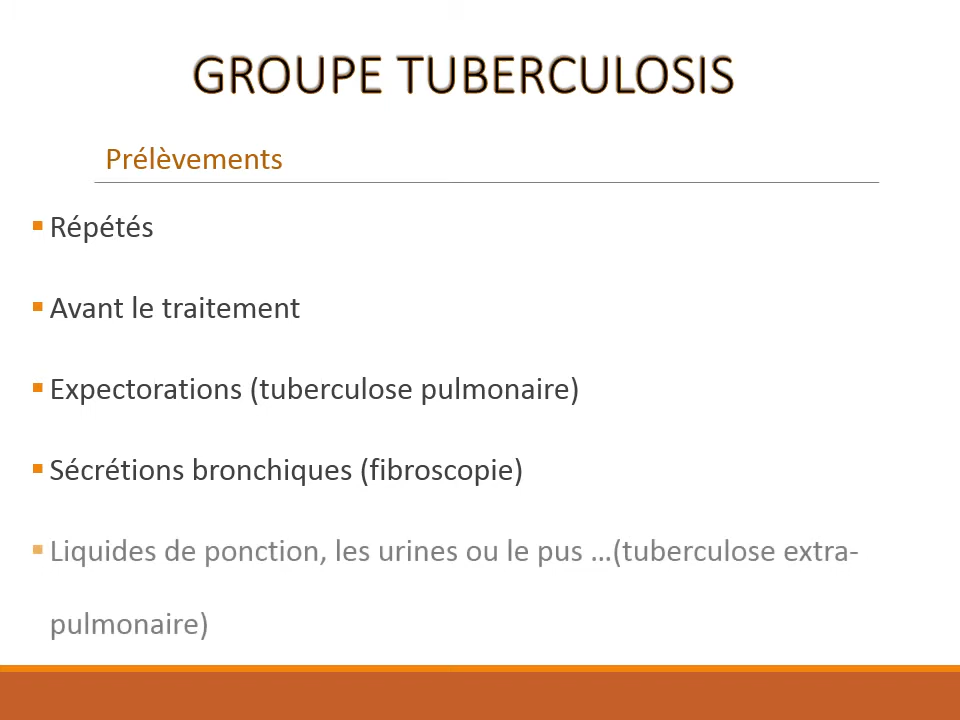 GROUPE TUBERCULOSIS
Prélèvements
▪ Répétés
▪ Avant le traitement
▪ Expectorations (tuberculose pulmonaire)
▪ Sécrétions bronchiques (fibroscopie)
▪ Liquides de ponction, les urines ou le pus …(tuberculose extra-
pulmonaire)